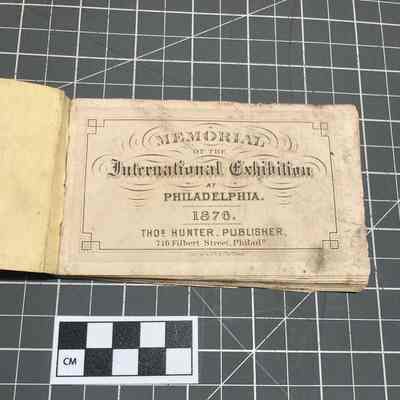 MEMORIAL
OF THE
International Exhibition
AT
PHILADELPHIA.
1876.
THOS. HUNTER, PUBLISHER,
716 Filbert Street, Philada
CM